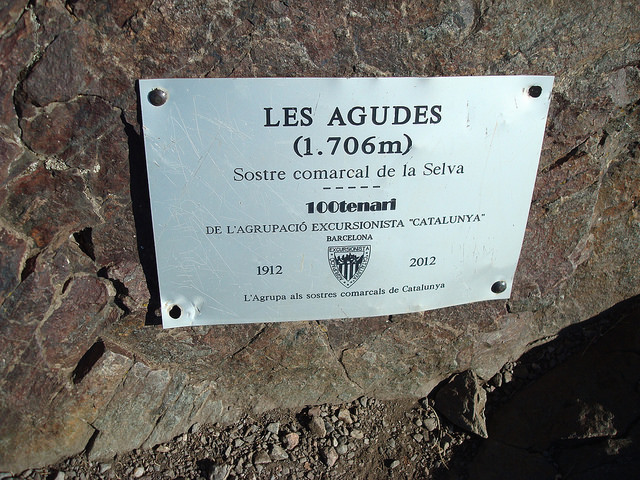 LES AGUDES
(1.706m)
Sostre comarcal de la Selva
-----
100tenari
DE L'AGRUPACIÓ EXCURSIONISTA "CATALUNYA"
BARCELONA
EXCURSIONISTA
1912 2012
L'Agrupa als sostres comarcals de Catalunya